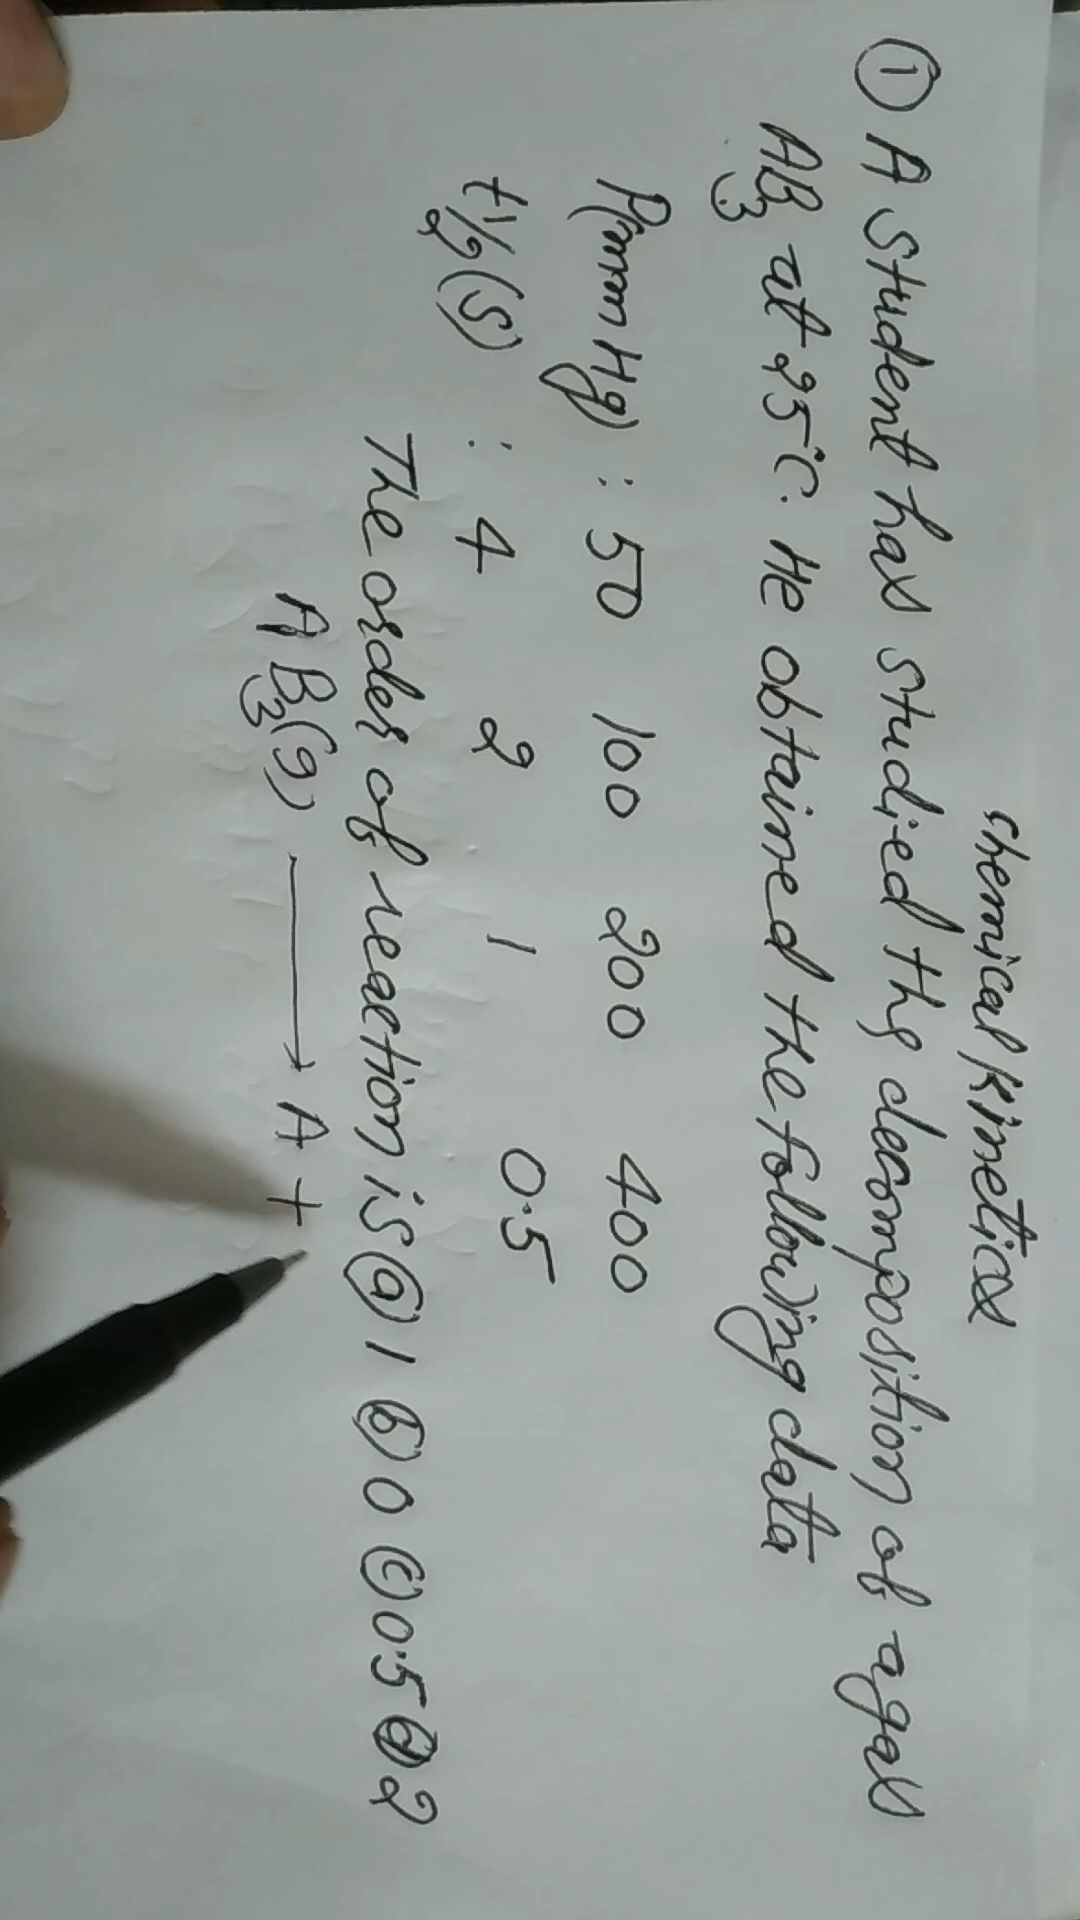 chemical kinetics
① A student has studied the decomposition of a gas
AB3 at 25°C. He obtained the following data
P(mm Hg) : 50 100 200 400
t1/2(s) : 4 2 1 0.5
The order of reaction is ⓐ 1 ⓑ 0 ⓒ 0.5 ⓓ 2
AB3(g) → A +